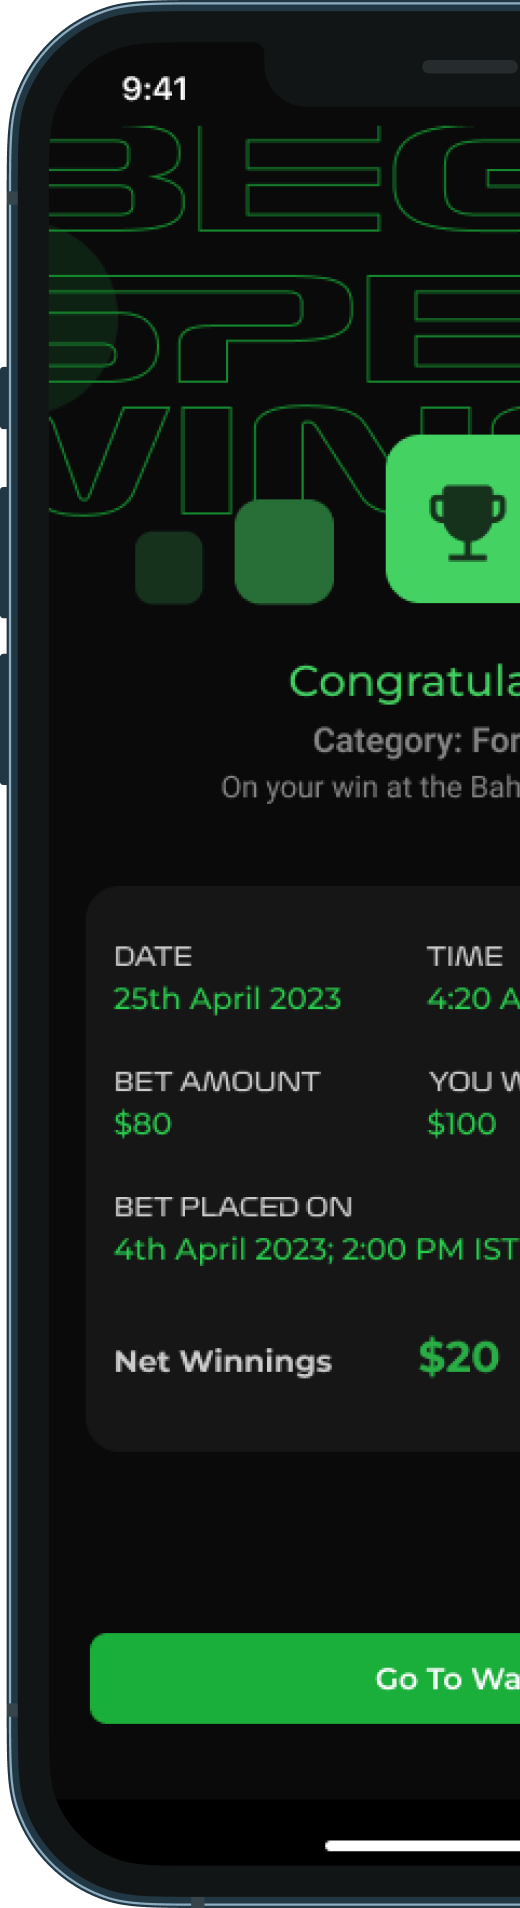 9:41
BEG
SPE
VIN
Congratula
Category: For
On your win at the Bah
DATE TIME
25th April 2023 4:20 A
BET AMOUNT YOU W
$80 $100
BET PLACED ON
4th April 2023; 2:00 PM IST
Net Winnings $20
Go To Wa